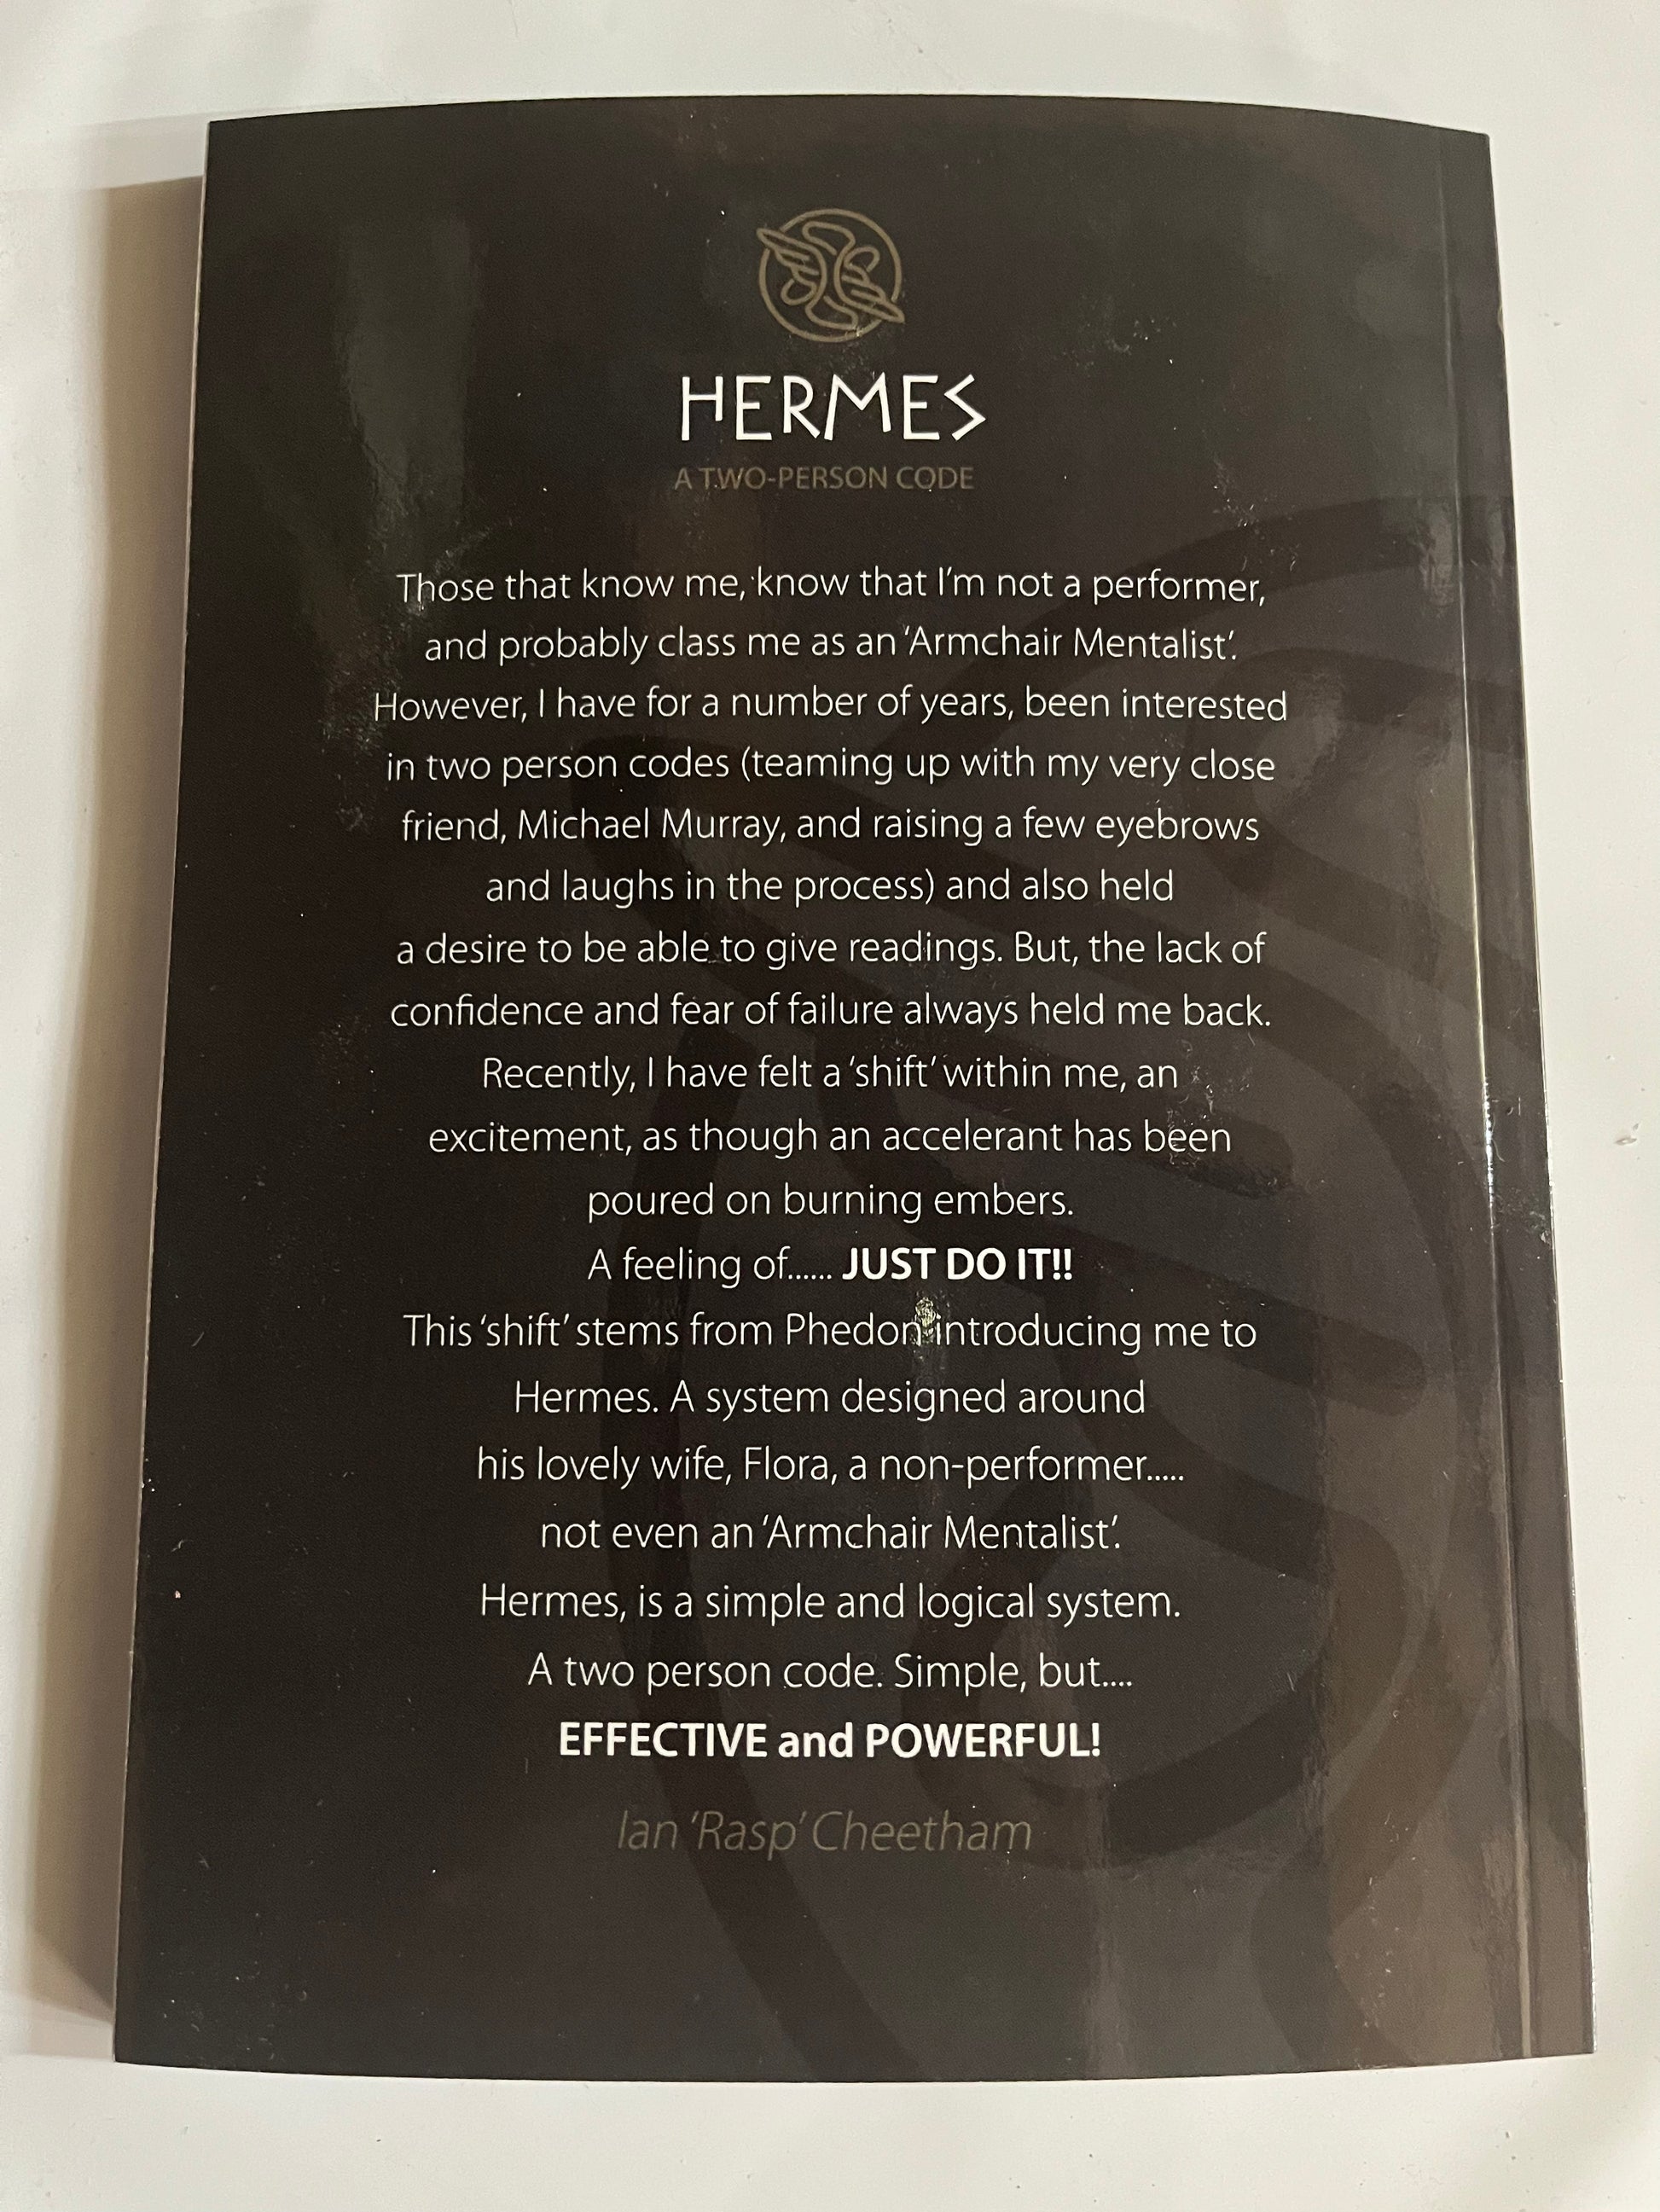 HERMES
A TWO-PERSON CODE
Those that know me, know that I'm not a performer,
and probably class me as an 'Armchair Mentalist'.
However, I have for a number of years, been interested
in two person codes (teaming up with my very close
friend, Michael Murray, and raising a few eyebrows
and laughs in the process) and also held
a desire to be able to give readings. But, the lack of
confidence and fear of failure always held me back.
Recently, I have felt a 'shift' within me, an
excitement, as though an accelerant has been
poured on burning embers.
A feeling of...... JUST DO IT!!
This 'shift' stems from Phedon introducing me to
Hermes. A system designed around
his lovely wife, Flora, a non-performer.....
not even an 'Armchair Mentalist'.
Hermes, is a simple and logical system.
A two person code. Simple, but....
EFFECTIVE and POWERFUL!
Ian 'Rasp' Cheetham